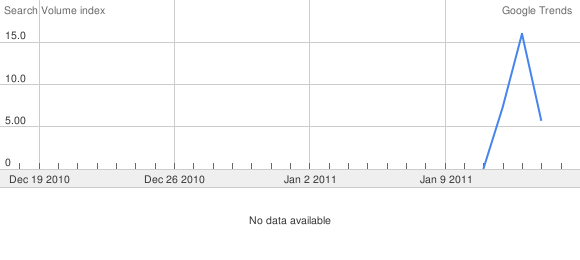 Search Volume index
Google Trends
15.0
10.0
5.00
0
Dec 19 2010
Dec 26 2010
Jan 2 2011
Jan 9 2011
No data available